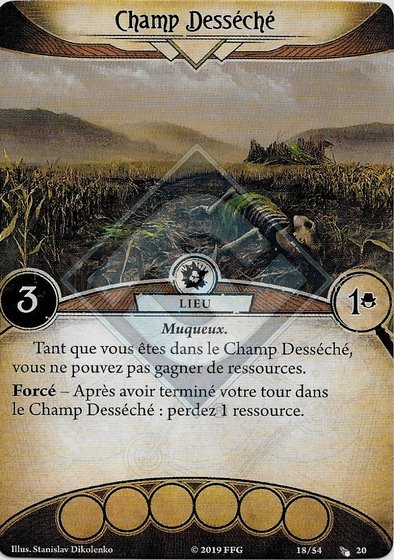 Champ Desséché
3
LIEU
1
Muqueux.
Tant que vous êtes dans le Champ Desséché,
vous ne pouvez pas gagner de ressources.
Forcé – Après avoir terminé votre tour dans
le Champ Desséché : perdez 1 ressource.
Illus. Stanislav Dikolenko
© 2019 FFG
18/54
20